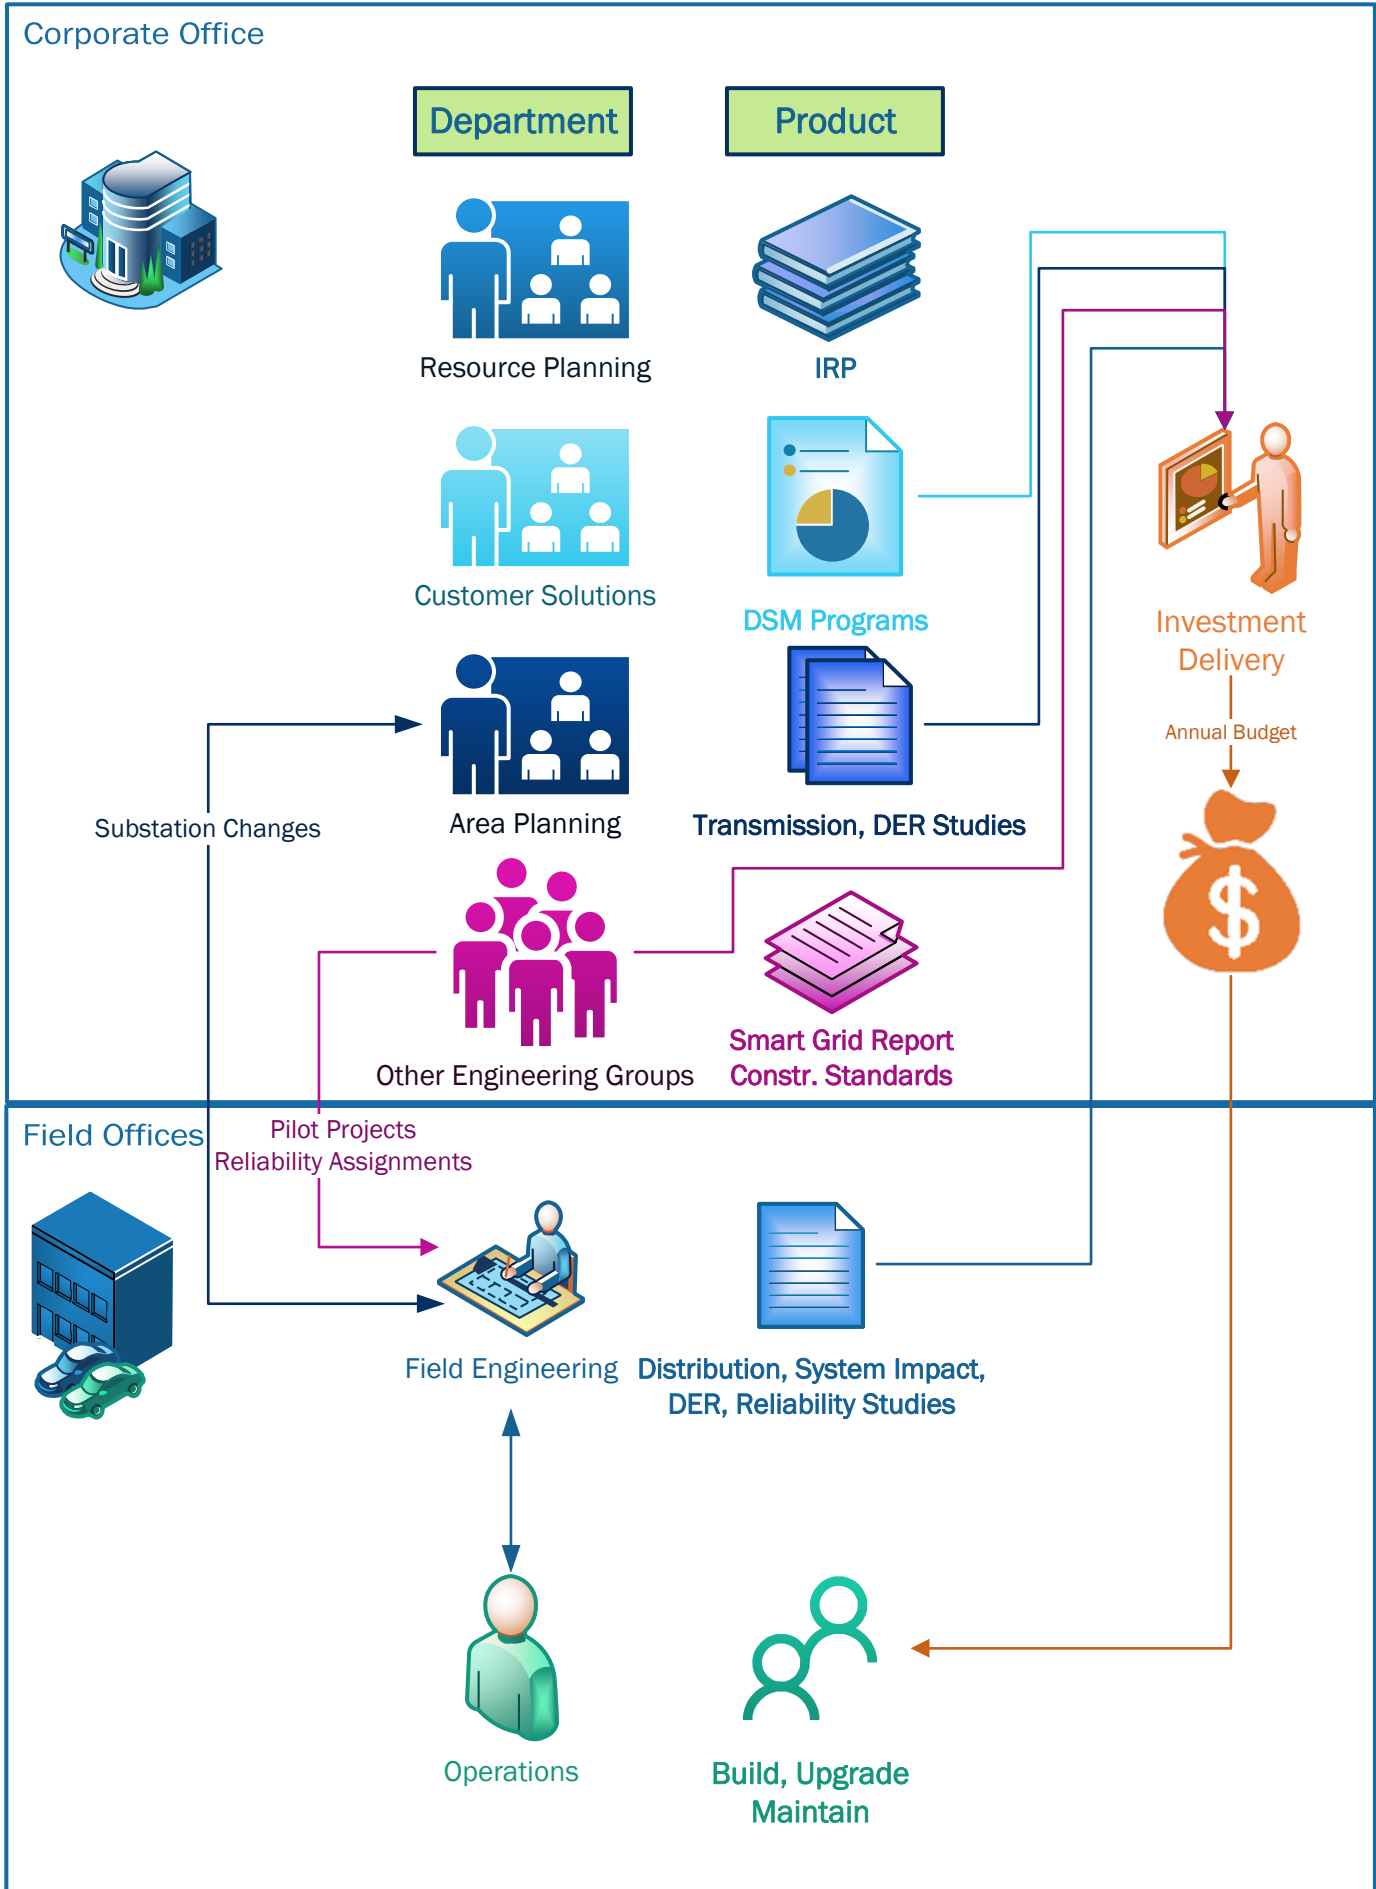 Corporate Office
Department
Product
Resource Planning
IRP
Customer Solutions
DSM Programs
Investment
Delivery
Annual Budget
Substation Changes
Area Planning
Transmission, DER Studies
$
Other Engineering Groups
Smart Grid Report
Constr. Standards
Field Offices
Pilot Projects
Reliability Assignments
Field Engineering
Distribution, System Impact,
DER, Reliability Studies
Operations
Build, Upgrade
Maintain